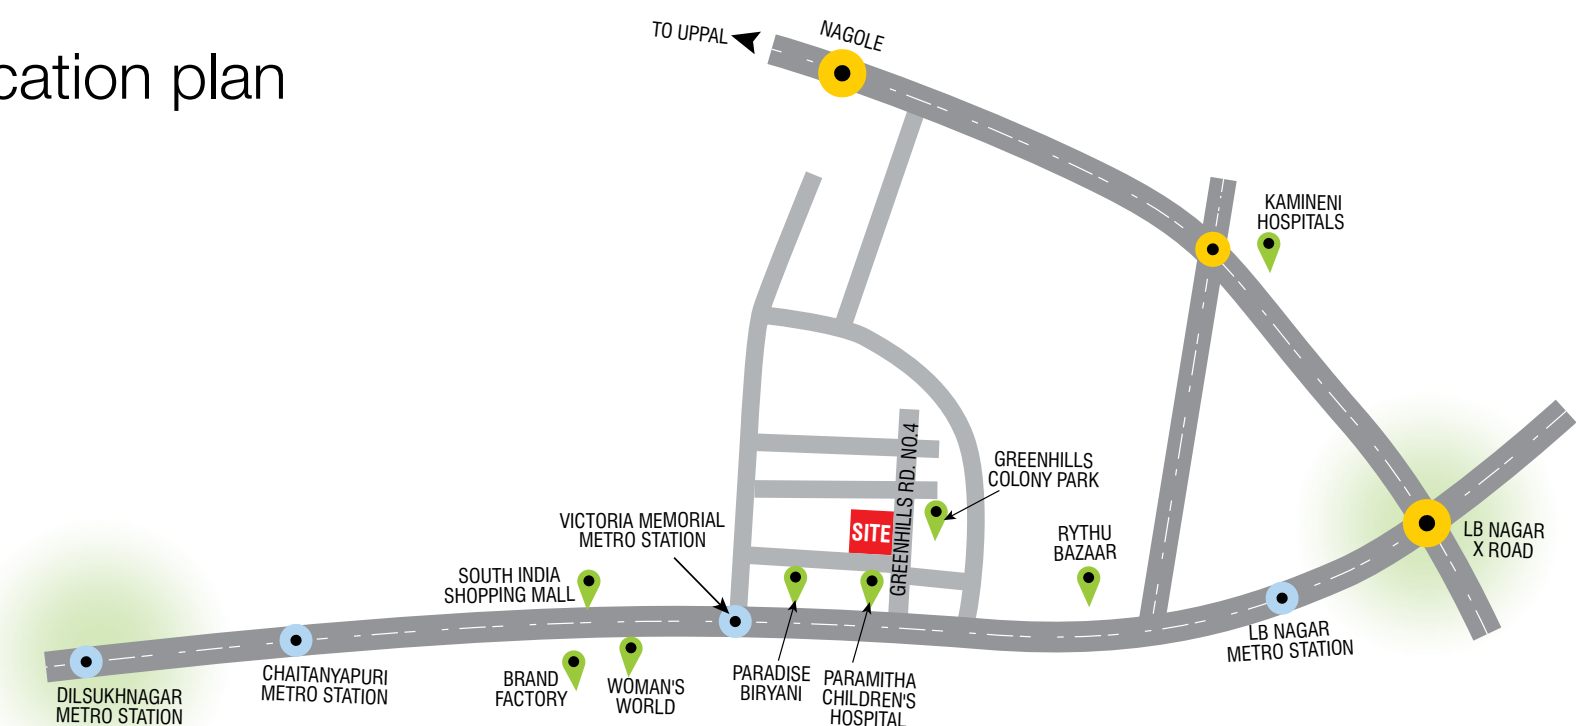 cation plan
TO UPPAL
NAGOLE
KAMINENI
HOSPITALS
GREENHILLS RD. NO.4
GREENHILLS
COLONY PARK
SITE
VICTORIA MEMORIAL
METRO STATION
RYTHU
BAZAAR
LB NAGAR
X ROAD
SOUTH INDIA
SHOPPING MALL
LB NAGAR
METRO STATION
DILSUKHNAGAR
METRO STATION
CHAITANYAPURI
METRO STATION
BRAND
FACTORY
WOMAN'S
WORLD
PARADISE
BIRYANI
PARAMITHA
CHILDREN'S
HOSPITAL